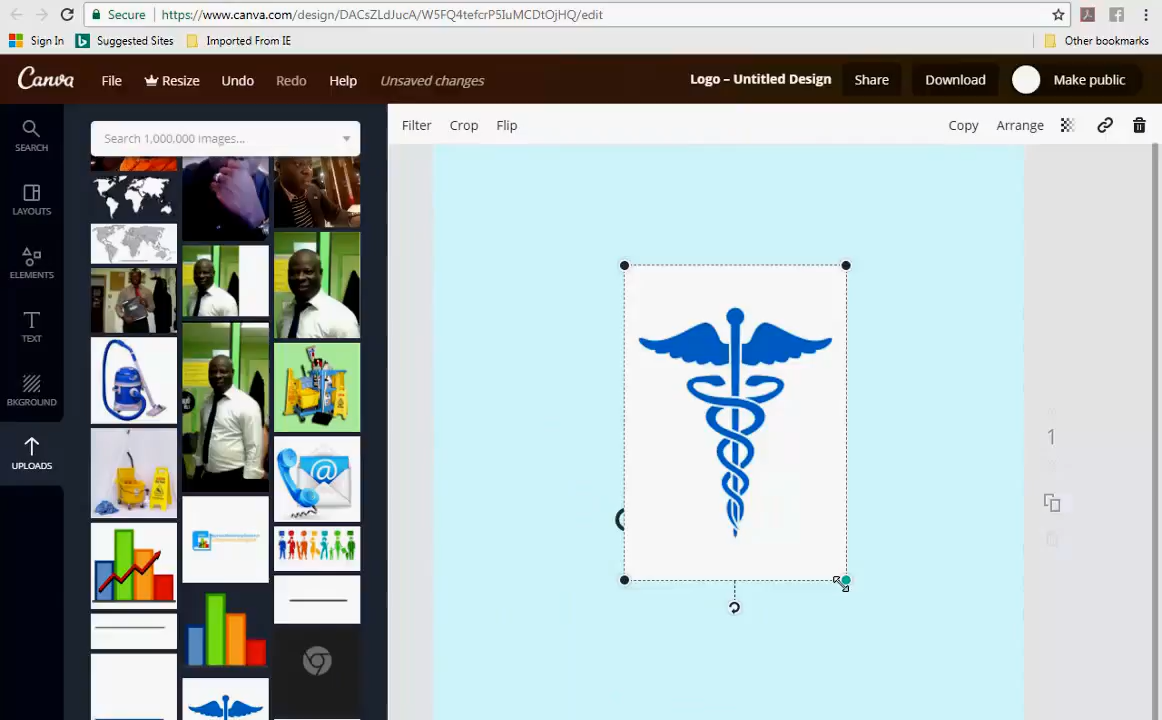 Secure https://www.canva.com/design/DACsZLdJucA/W5FQ4tefcrP5IuMCDtOjHQ/edit
Sign In Suggested Sites Imported From IE Other bookmarks
Canva File Resize Undo Redo Help Unsaved changes Logo – Untitled Design Share Download Make public
Search 1,000,000 images...
Filter Crop Flip Copy Arrange
SEARCH
LAYOUTS
ELEMENTS
TEXT
BKGROUND
UPLOADS
1
@